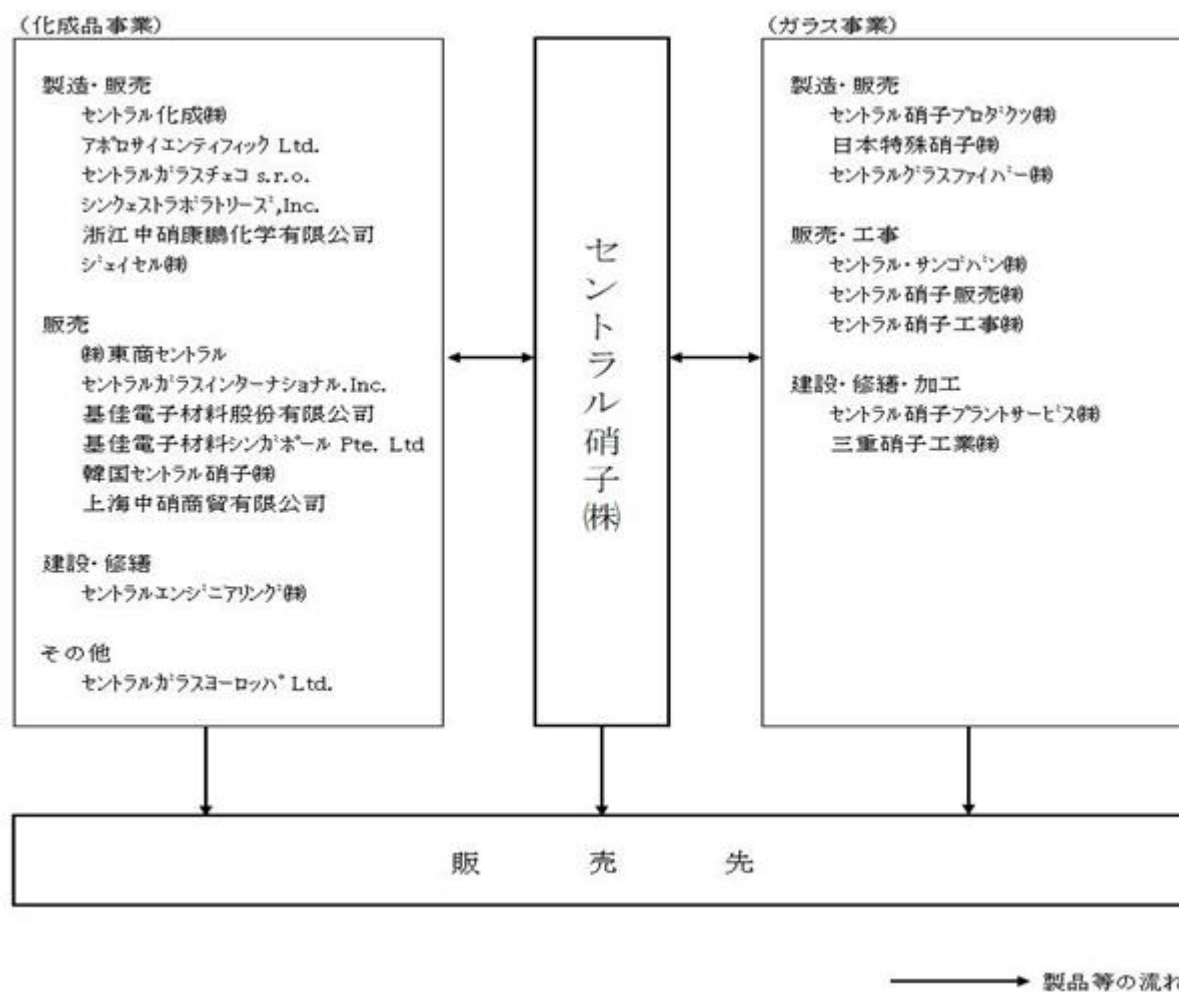 （化成品事業）
製造・販売
セントラル化成㈱
アポロサイエンティフィック Ltd.
セントラルガラスチェコ s.r.o.
シンクェストラボラトリーズ,Inc.
浙江中硝康鵬化学有限公司
ジェイセル㈱
販売
㈱東商セントラル
セントラルガラスインターナショナル.Inc.
基佳電子材料股份有限公司
基佳電子材料シンガポール Pte. Ltd
韓国セントラル硝子㈱
上海中硝商貿有限公司
建設・修繕
セントラルエンジニアリング㈱
その他
セントラルガラスヨーロッパ Ltd.
セントラル硝子㈱
（ガラス事業）
製造・販売
セントラル硝子プロダクツ㈱
日本特殊硝子㈱
セントラルグラスファイバー㈱
販売・工事
セントラル・サンゴバン㈱
セントラル硝子販売㈱
セントラル硝子工事㈱
建設・修繕・加工
セントラル硝子プラントサービス㈱
三重硝子工業㈱
販売先
製品等の流れ